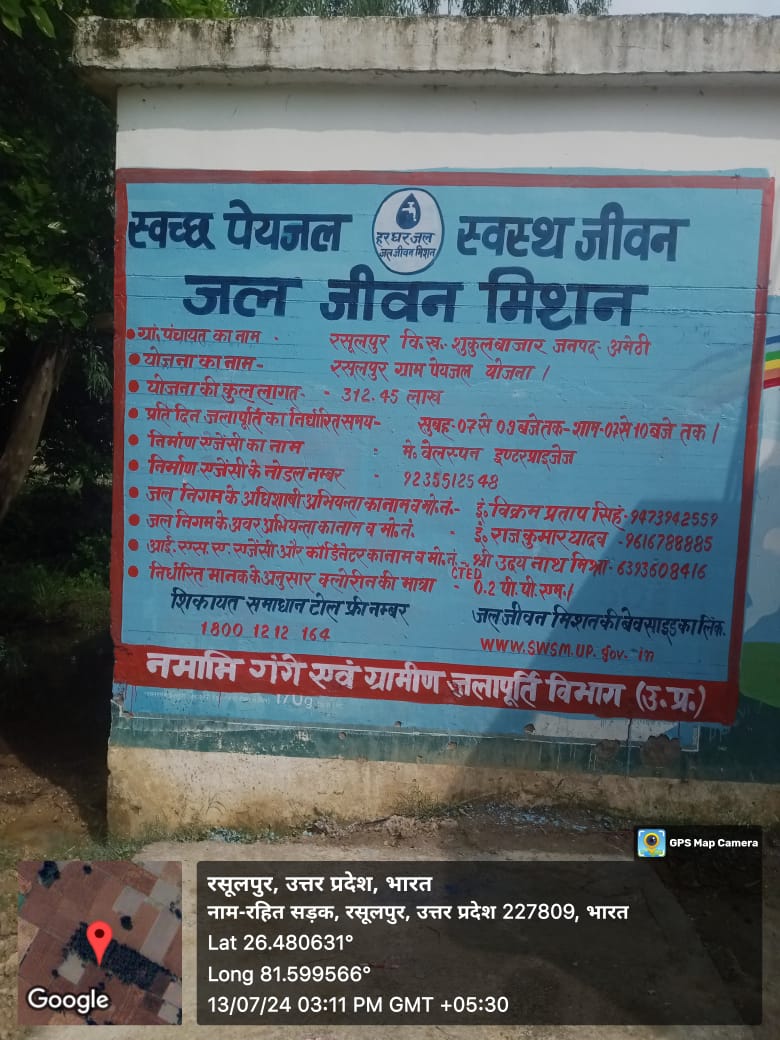 स्वच्छ पेयजल
हर घर जल
जल जीवन मिशन
स्वस्थ जीवन
जल जीवन मिशन
ग्रा. पंचायत का नाम - रसूलपुर वि.ख.- शुकुलबाजार जनपद- अमेठी
योजना का नाम- रसूलपुर ग्राम पेयजल योजना ।
योजना की कुल लागत- - 312.45 लाख
प्रति दिन जलापूर्ति का निर्धारित समय- सुबह-07 से 09 बजे तक-शाम-07 से 10 बजे तक ।
निर्माण एजेंसी का नाम : मे. वेलस्पन इण्टरप्राइजेज
निर्माण एजेंसी के नोडल नम्बर - 9235512548
जल निगम के अधिशाषी अभियन्ता का नाम व मो.नं.- इं. विक्रम प्रताप सिंह-9473942559
जल निगम के अवर अभियन्ता का नाम व मो.नं. - इं. राजकुमार यादव -9616788885
आई.एस.ए. एजेंसी और कॉर्डिनेटर का नाम व मो.नं. - श्री उदय नाथ मिश्रा-6393608416
CTED
निर्धारित मानक के अनुसार क्लोरीन की मात्रा - 0.2 पी.पी.एम.।
शिकायत समाधान टोल फ्री नम्बर
1800 1212 164
जल जीवन मिशन की बेवसाइड का लिंक.
WWW.SWSM.UP.gov.in
नमामि गंगे एवं ग्रामीण जलापूर्ति विभाग (उ.प्र.)
GPS Map Camera
रसूलपुर, उत्तर प्रदेश, भारत
नाम-रहित सड़क, रसूलपुर, उत्तर प्रदेश 227809, भारत
Lat 26.480631°
Long 81.599566°
13/07/24 03:11 PM GMT +05:30
Google